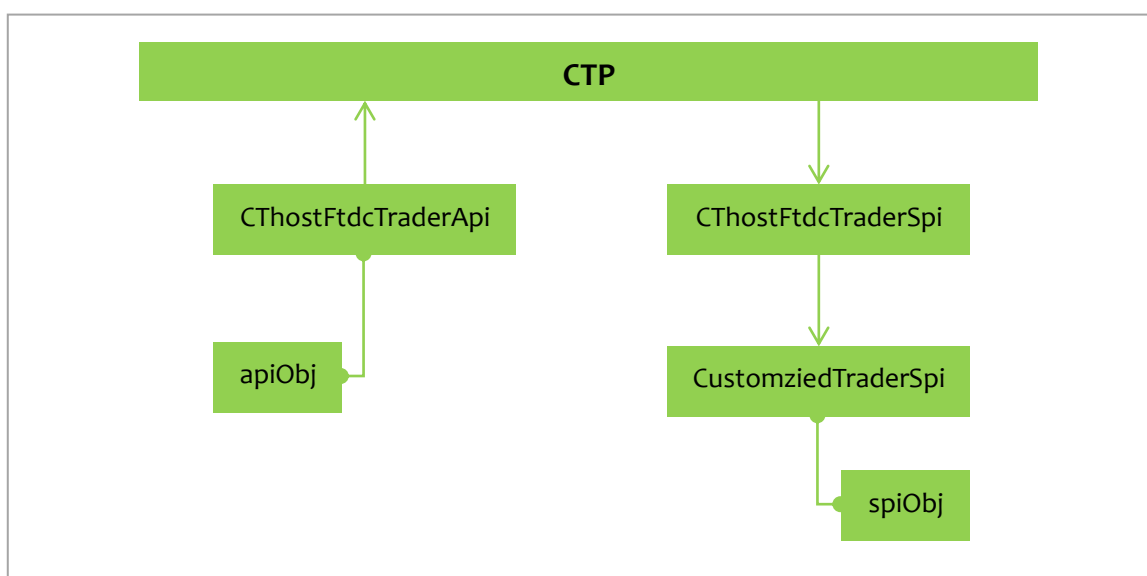 CTP
CThostFtdcTraderApi
CThostFtdcTraderSpi
apiObj
CustomziedTraderSpi
spiObj